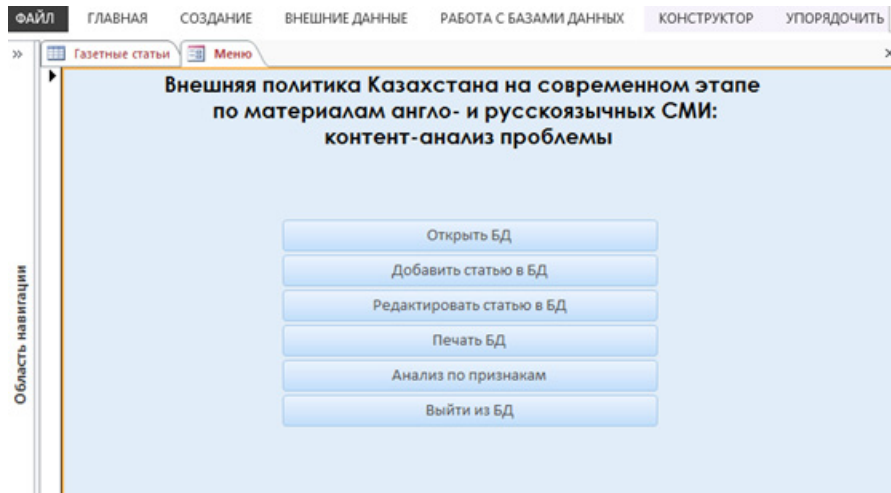 ФАЙЛ ГЛАВНАЯ СОЗДАНИЕ ВНЕШНИЕ ДАННЫЕ РАБОТА С БАЗАМИ ДАННЫХ КОНСТРУКТОР УПОРЯДОЧИТЬ
Газетные статьи Меню
Внешняя политика Казахстана на современном этапе
по материалам англо- и русскоязычных СМИ:
контент-анализ проблемы
Открыть БД
Добавить статью в БД
Редактировать статью в БД
Печать БД
Анализ по признакам
Выйти из БД
Область навигации